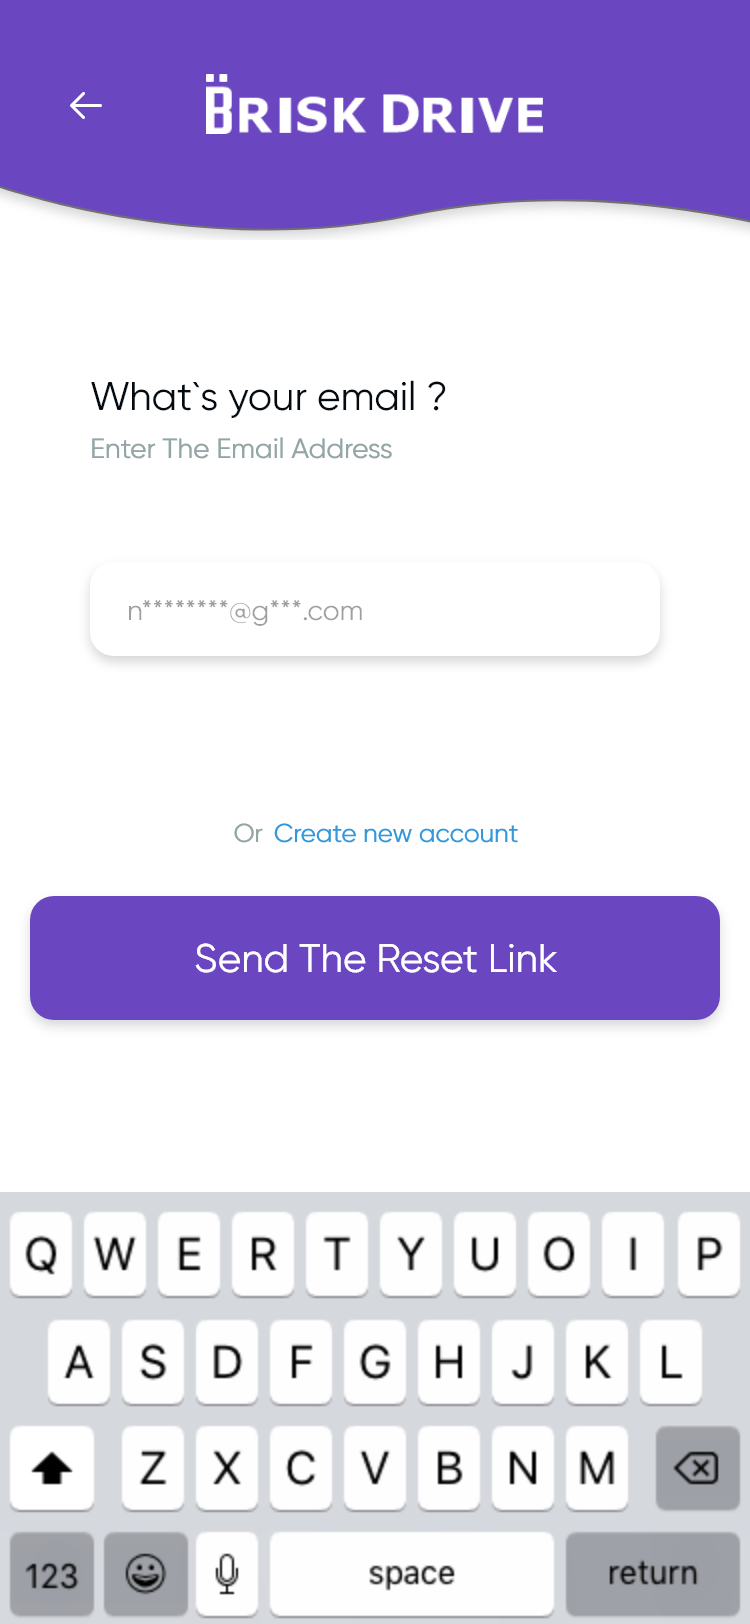 BRISK DRIVE
What`s your email ?
Enter The Email Address
n********@g***.com
Or Create new account
Send The Reset Link
Q W E R T Y U O I P
A S D F G H J K L
Z X C V B N M
123 space return